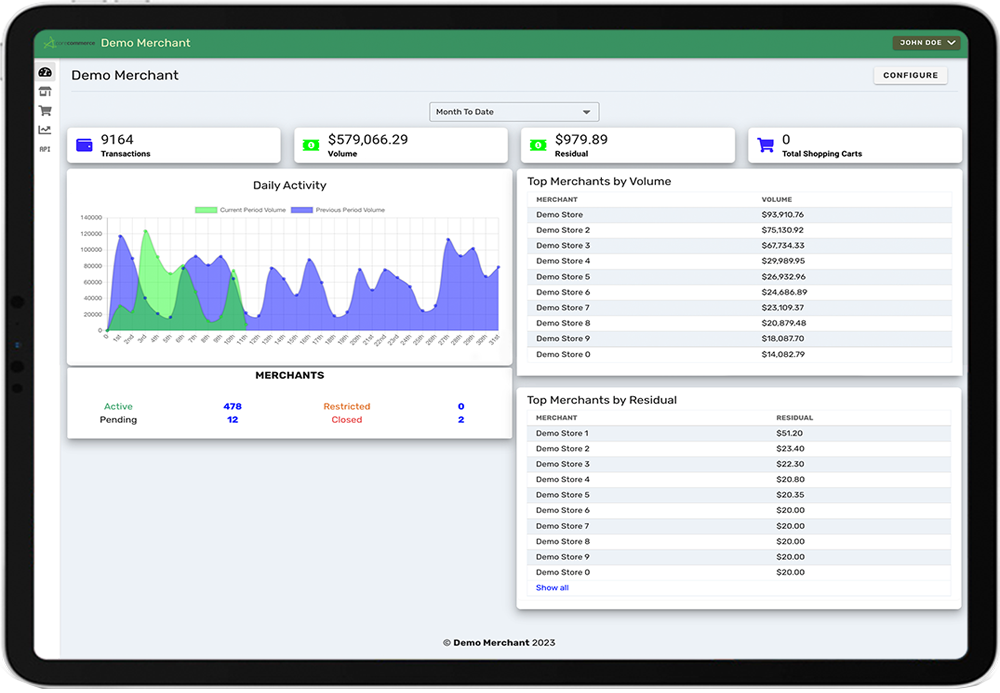 commerce Demo Merchant
JOHN DOE
Demo Merchant
CONFIGURE
Month To Date
9164
Transactions
$579,066.29
Volume
$979.89
Residual
0
Total Shopping Carts
API
Daily Activity
Current Period Volume Previous Period Volume
140000
120000
100000
80000
60000
40000
20000
0
0 1st 2nd 3rd 4th 5th 6th 7th 8th 9th 10th 11th 12th 13th 14th 15th 16th 17th 18th 19th 20th 21st 22nd 23rd 24th 25th 26th 27th 28th 29th 30th 31st
MERCHANTS
Active 478 Restricted 0
Pending 12 Closed 2
Top Merchants by Volume
MERCHANT VOLUME
Demo Store $93,910.76
Demo Store 2 $75,130.92
Demo Store 3 $67,734.33
Demo Store 4 $29,989.95
Demo Store 5 $26,932.96
Demo Store 6 $24,686.89
Demo Store 7 $23,109.37
Demo Store 8 $20,879.48
Demo Store 9 $18,087.70
Demo Store 0 $14,082.79
Top Merchants by Residual
MERCHANT RESIDUAL
Demo Store 1 $51.20
Demo Store 2 $23.40
Demo Store 3 $22.30
Demo Store 4 $20.80
Demo Store 5 $20.35
Demo Store 6 $20.00
Demo Store 7 $20.00
Demo Store 8 $20.00
Demo Store 9 $20.00
Demo Store 0 $20.00
Show all
© Demo Merchant 2023